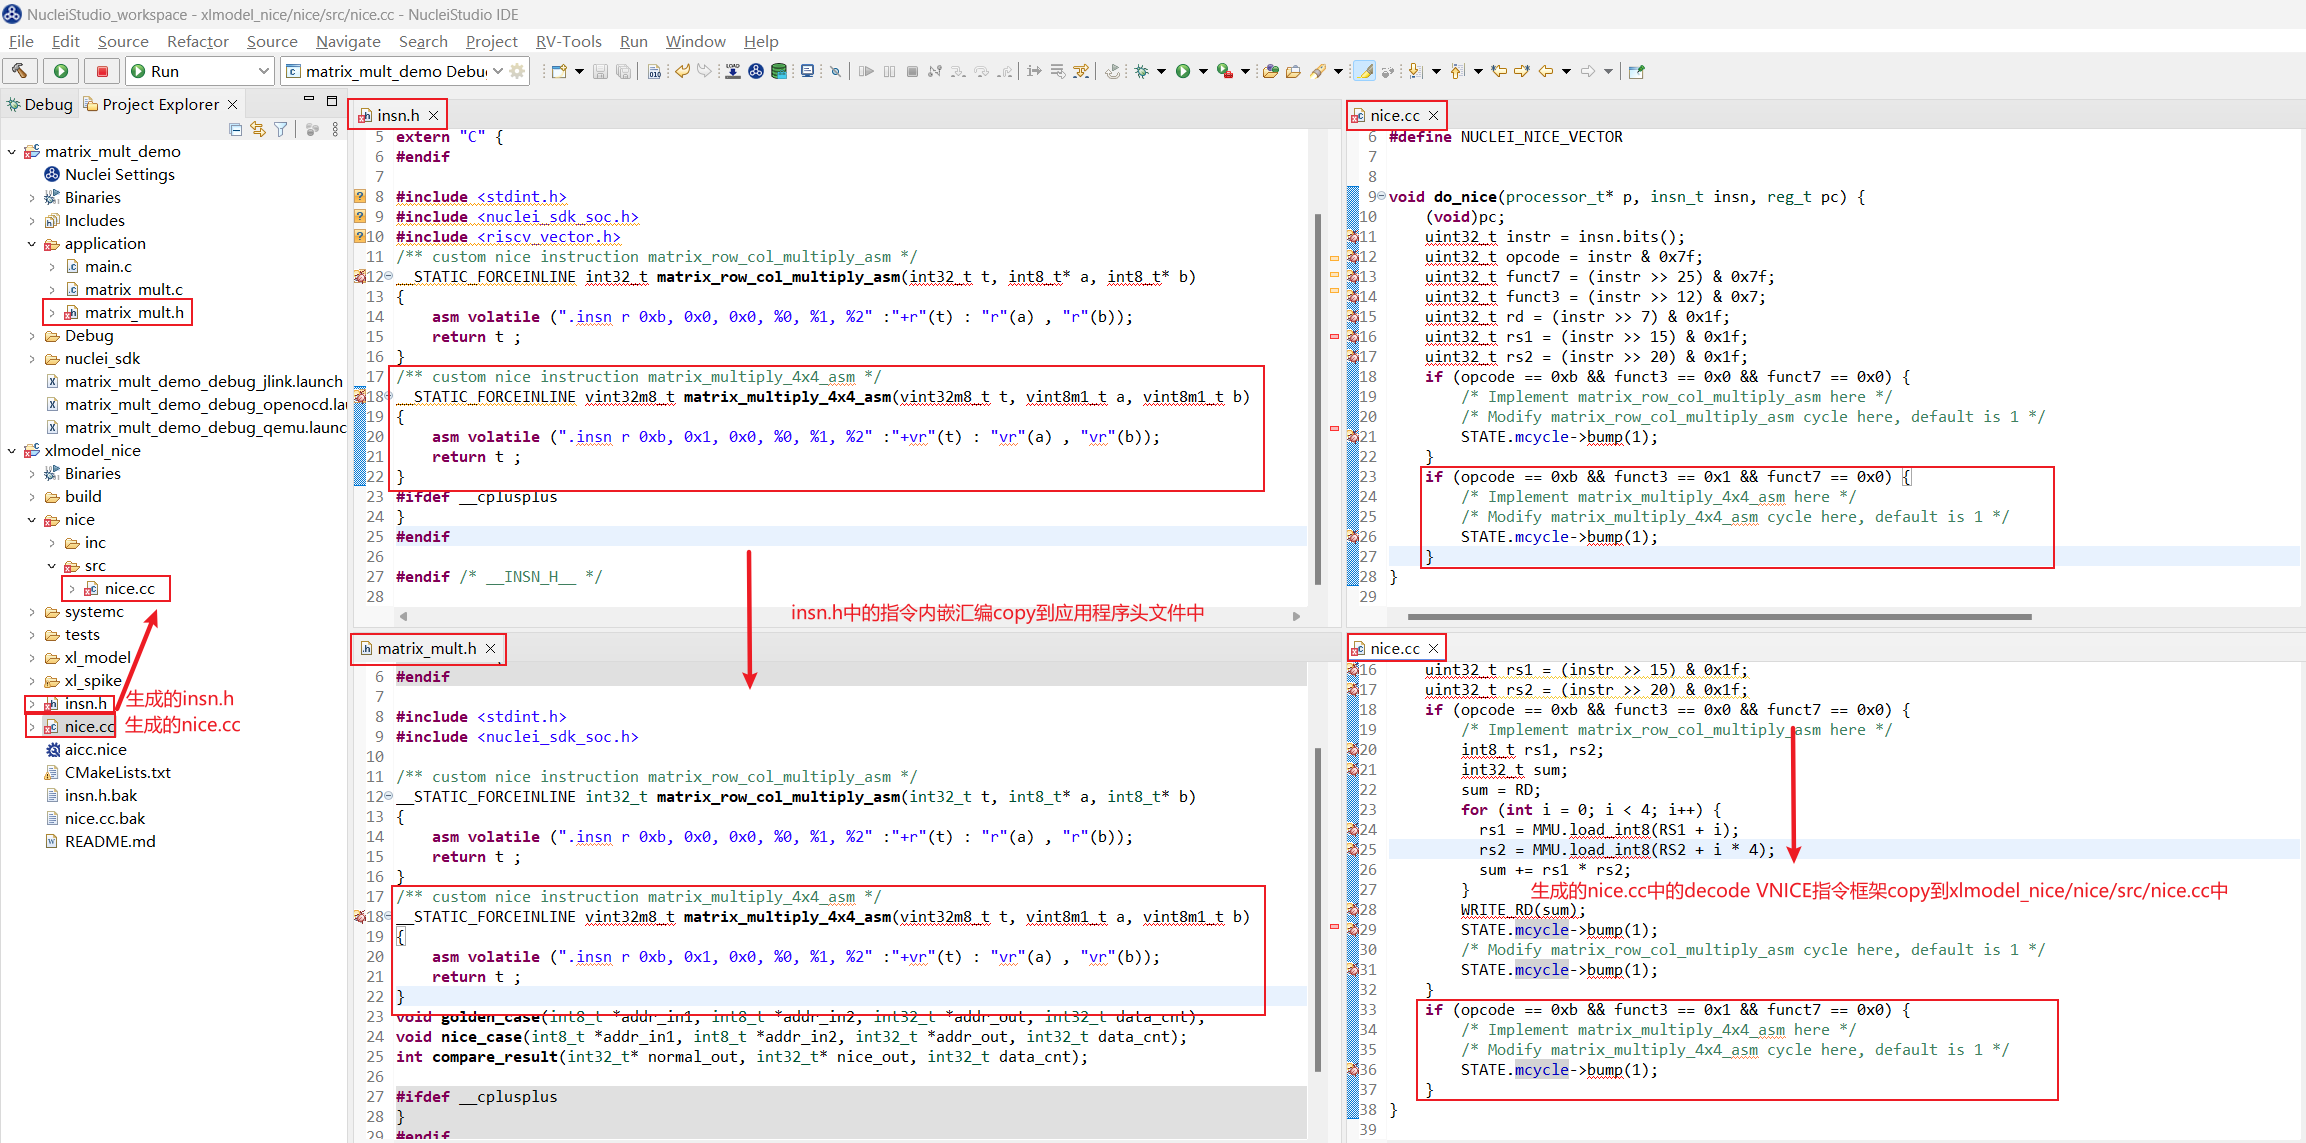 NucleiStudio_workspace - xlmodel_nice/nice/src/nice.cc - NucleiStudio IDE
File Edit Source Refactor Source Navigate Search Project RV-Tools Run Window Help
Run
matrix_mult_demo Debug
Debug
Project Explorer
matrix_mult_demo
Nuclei Settings
Binaries
Includes
application
main.c
matrix_mult.c
matrix_mult.h
Debug
nuclei_sdk
matrix_mult_demo_debug_jlink.launch
matrix_mult_demo_debug_openocd.lau
matrix_mult_demo_debug_qemu.launc
xlmodel_nice
Binaries
build
nice
inc
src
nice.cc
systemc
tests
xl_model
xl_spike
insn.h 生成的insn.h
nice.cc 生成的nice.cc
aicc.nice
CMakeLists.txt
insn.h.bak
nice.cc.bak
README.md
insn.h
5 extern "C" {
6 #endif
7
8 #include <stdint.h>
9 #include <nuclei_sdk_soc.h>
10 #include <riscv_vector.h>
11 /** custom nice instruction matrix_row_col_multiply_asm */
12 __STATIC_FORCEINLINE int32_t matrix_row_col_multiply_asm(int32_t t, int8_t* a, int8_t* b)
13 {
14 asm volatile (".insn r 0xb, 0x0, 0x0, %0, %1, %2" :"+r"(t) : "r"(a) , "r"(b));
15 return t ;
16 }
17 /** custom nice instruction matrix_multiply_4x4_asm */
18 __STATIC_FORCEINLINE vint32m8_t matrix_multiply_4x4_asm(vint32m8_t t, vint8m1_t a, vint8m1_t b)
19 {
20 asm volatile (".insn r 0xb, 0x1, 0x0, %0, %1, %2" :"+vr"(t) : "vr"(a) , "vr"(b));
21 return t ;
22 }
23 #ifdef __cplusplus
24 }
25 #endif
26
27 #endif /* __INSN_H__ */
28
insn.h中的指令内嵌汇编copy到应用程序头文件中
matrix_mult.h
6 #endif
7
8 #include <stdint.h>
9 #include <nuclei_sdk_soc.h>
10
11 /** custom nice instruction matrix_row_col_multiply_asm */
12 __STATIC_FORCEINLINE int32_t matrix_row_col_multiply_asm(int32_t t, int8_t* a, int8_t* b)
13 {
14 asm volatile (".insn r 0xb, 0x0, 0x0, %0, %1, %2" :"+r"(t) : "r"(a) , "r"(b));
15 return t ;
16 }
17 /** custom nice instruction matrix_multiply_4x4_asm */
18 __STATIC_FORCEINLINE vint32m8_t matrix_multiply_4x4_asm(vint32m8_t t, vint8m1_t a, vint8m1_t b)
19 {
20 asm volatile (".insn r 0xb, 0x1, 0x0, %0, %1, %2" :"+vr"(t) : "vr"(a) , "vr"(b));
21 return t ;
22 }
23 void golden_case(int8_t *addr_in1, int8_t *addr_in2, int32_t *addr_out, int32_t data_cnt);
24 void nice_case(int8_t *addr_in1, int8_t *addr_in2, int32_t *addr_out, int32_t data_cnt);
25 int compare_result(int32_t* normal_out, int32_t* nice_out, int32_t data_cnt);
26
27 #ifdef __cplusplus
28 }
29 #endif
nice.cc
6 #define NUCLEI_NICE_VECTOR
7
8
9 void do_nice(processor_t* p, insn_t insn, reg_t pc) {
10 (void)pc;
11 uint32_t instr = insn.bits();
12 uint32_t opcode = instr & 0x7f;
13 uint32_t funct7 = (instr >> 25) & 0x7f;
14 uint32_t funct3 = (instr >> 12) & 0x7;
15 uint32_t rd = (instr >> 7) & 0x1f;
16 uint32_t rs1 = (instr >> 15) & 0x1f;
17 uint32_t rs2 = (instr >> 20) & 0x1f;
18 if (opcode == 0xb && funct3 == 0x0 && funct7 == 0x0) {
19 /* Implement matrix_row_col_multiply_asm here */
20 /* Modify matrix_row_col_multiply_asm cycle here, default is 1 */
21 STATE.mcycle->bump(1);
22 }
23 if (opcode == 0xb && funct3 == 0x1 && funct7 == 0x0) {
24 /* Implement matrix_multiply_4x4_asm here */
25 /* Modify matrix_multiply_4x4_asm cycle here, default is 1 */
26 STATE.mcycle->bump(1);
27 }
28 }
29
nice.cc
16 uint32_t rs1 = (instr >> 15) & 0x1f;
17 uint32_t rs2 = (instr >> 20) & 0x1f;
18 if (opcode == 0xb && funct3 == 0x0 && funct7 == 0x0) {
19 /* Implement matrix_row_col_multiply_asm here */
20 int8_t rs1, rs2;
21 int32_t sum;
22 sum = RD;
23 for (int i = 0; i < 4; i++) {
24 rs1 = MMU.load_int8(RS1 + i);
25 rs2 = MMU.load_int8(RS2 + i * 4);
26 sum += rs1 * rs2;
27 }
生成的nice.cc中的decode VNICE指令框架copy到xlmodel_nice/nice/src/nice.cc中
28 WRITE_RD(sum);
29 STATE.mcycle->bump(1);
30 /* Modify matrix_row_col_multiply_asm cycle here, default is 1 */
31 STATE.mcycle->bump(1);
32 }
33 if (opcode == 0xb && funct3 == 0x1 && funct7 == 0x0) {
34 /* Implement matrix_multiply_4x4_asm here */
35 /* Modify matrix_multiply_4x4_asm cycle here, default is 1 */
36 STATE.mcycle->bump(1);
37 }
38 }
39